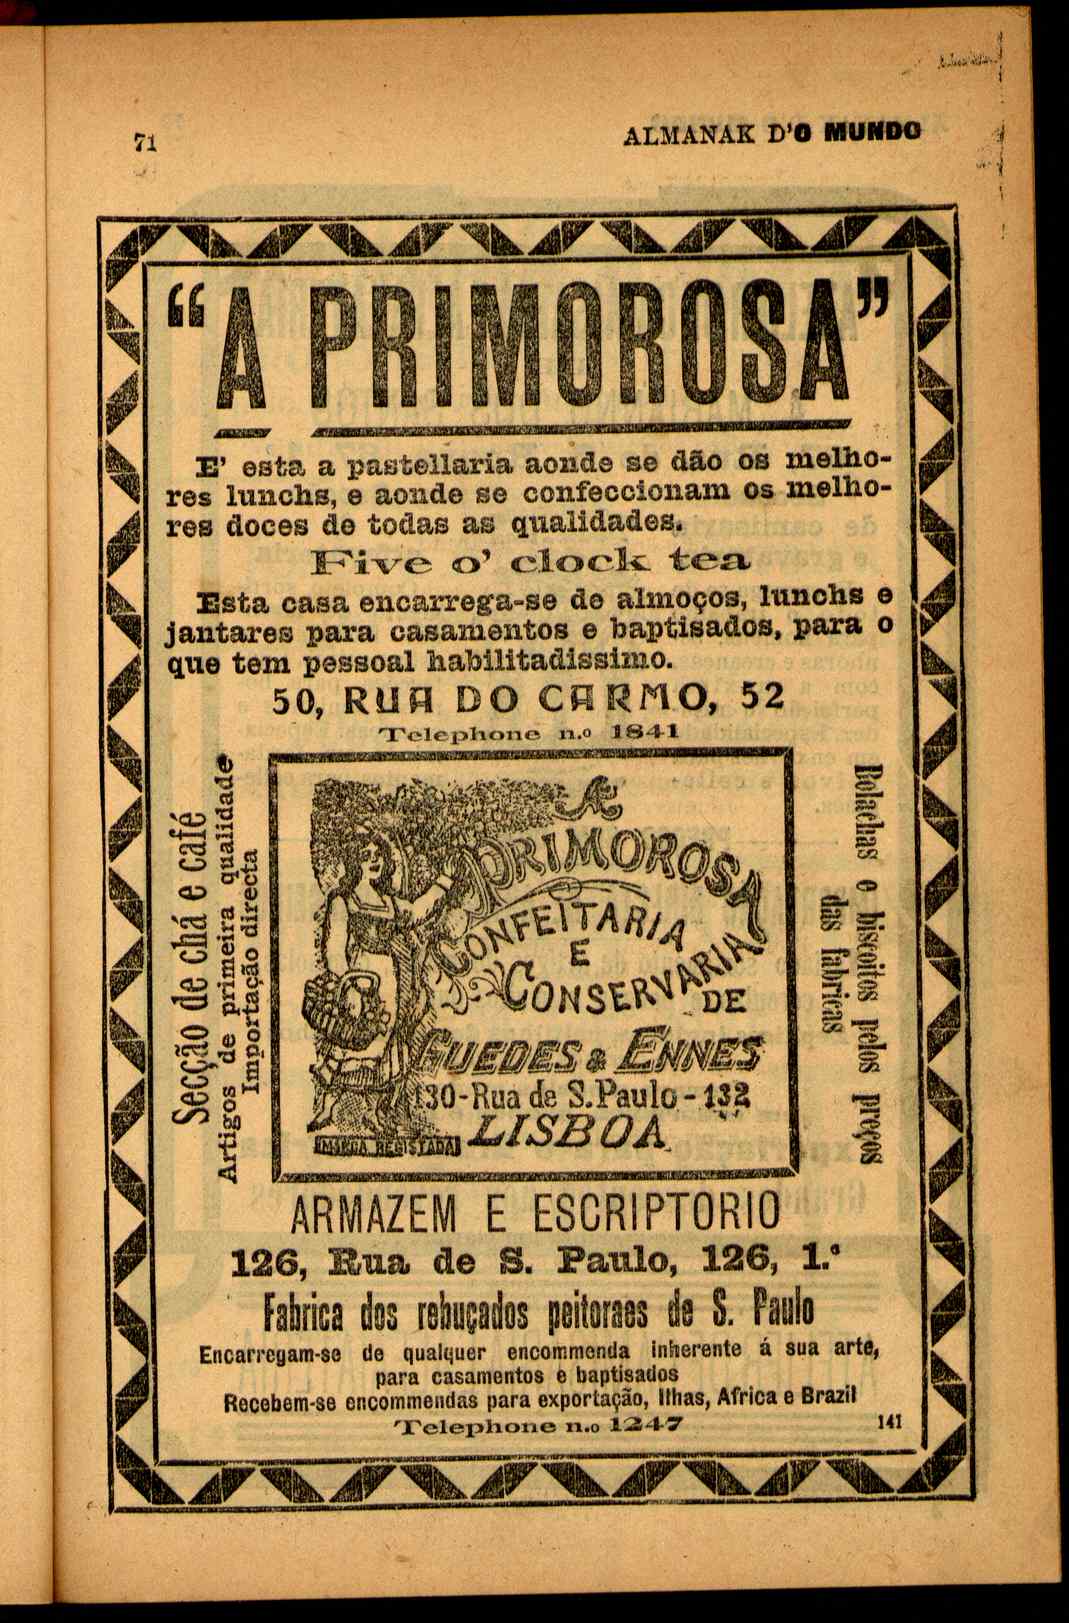 71
ALMANAK D'O MUNDO
“A PRIMOROSA”
E' esta a pastellaria aonde se dão os melho-
res lunchs, e aonde se confeccionam os melho-
res doces de todas as qualidades.
Five o' clock tea
Esta casa encarrega-se de almoços, lunchs e
jantares para casamentos e baptisados, para o
que tem pessoal habilitadissimo.
50, RUA DO CARMO, 52
Telephone n.o 1841
Secção de chá e café
Artigos de primeira qualidade
Importação directa
A
PRIMOROSA
CONFEITARIA
E
CONSERVARIA
DE
GUEDES & ENNES
130-Rua de S. Paulo-132
LISBOA
MARCA REGISTADA
Bolachas e biscoitos pelos preços
das fabricas
ARMAZEM E ESCRIPTORIO
126, Rua de S. Paulo, 126, 1.º
Fabrica dos rebuçados peitoraes de S. Paulo
Encarregam-se de qualquer encommenda inherente á sua arte,
para casamentos e baptisados
Recebem-se encommendas para exportação, Ilhas, Africa e Brazil
Telephone n.o 1247
141